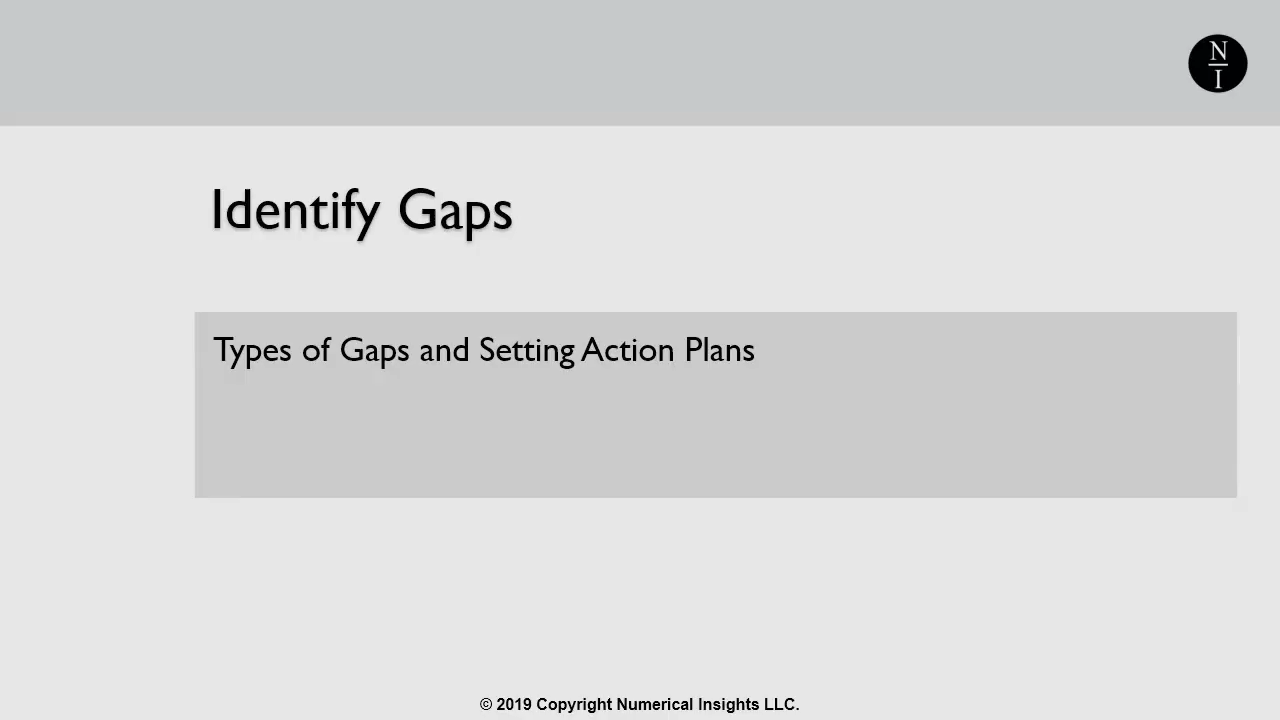 N
I
Identify Gaps
Types of Gaps and Setting Action Plans
© 2019 Copyright Numerical Insights LLC.